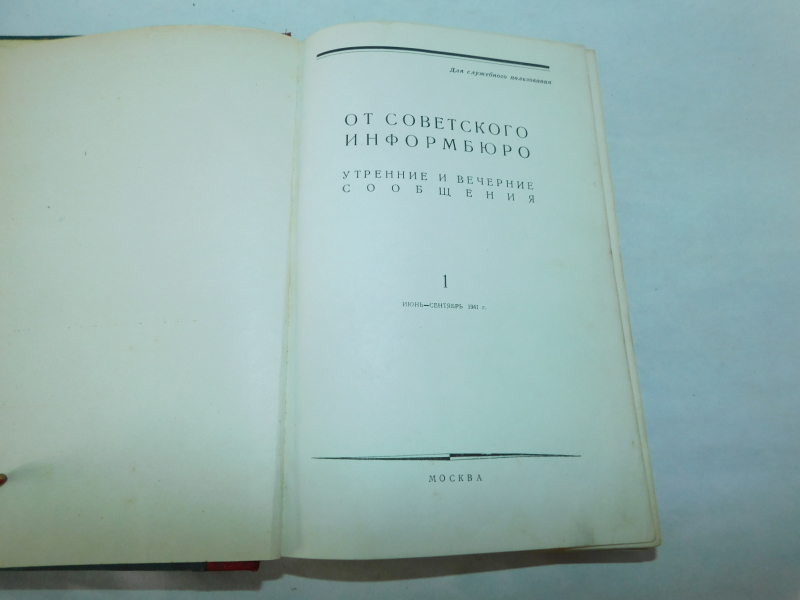 Для служебного пользования
ОТ СОВЕТСКОГО
ИНФОРМБЮРО
УТРЕННИЕ И ВЕЧЕРНИЕ
СООБЩЕНИЯ
1
ИЮНЬ—СЕНТЯБРЬ 1941 г.
МОСКВА